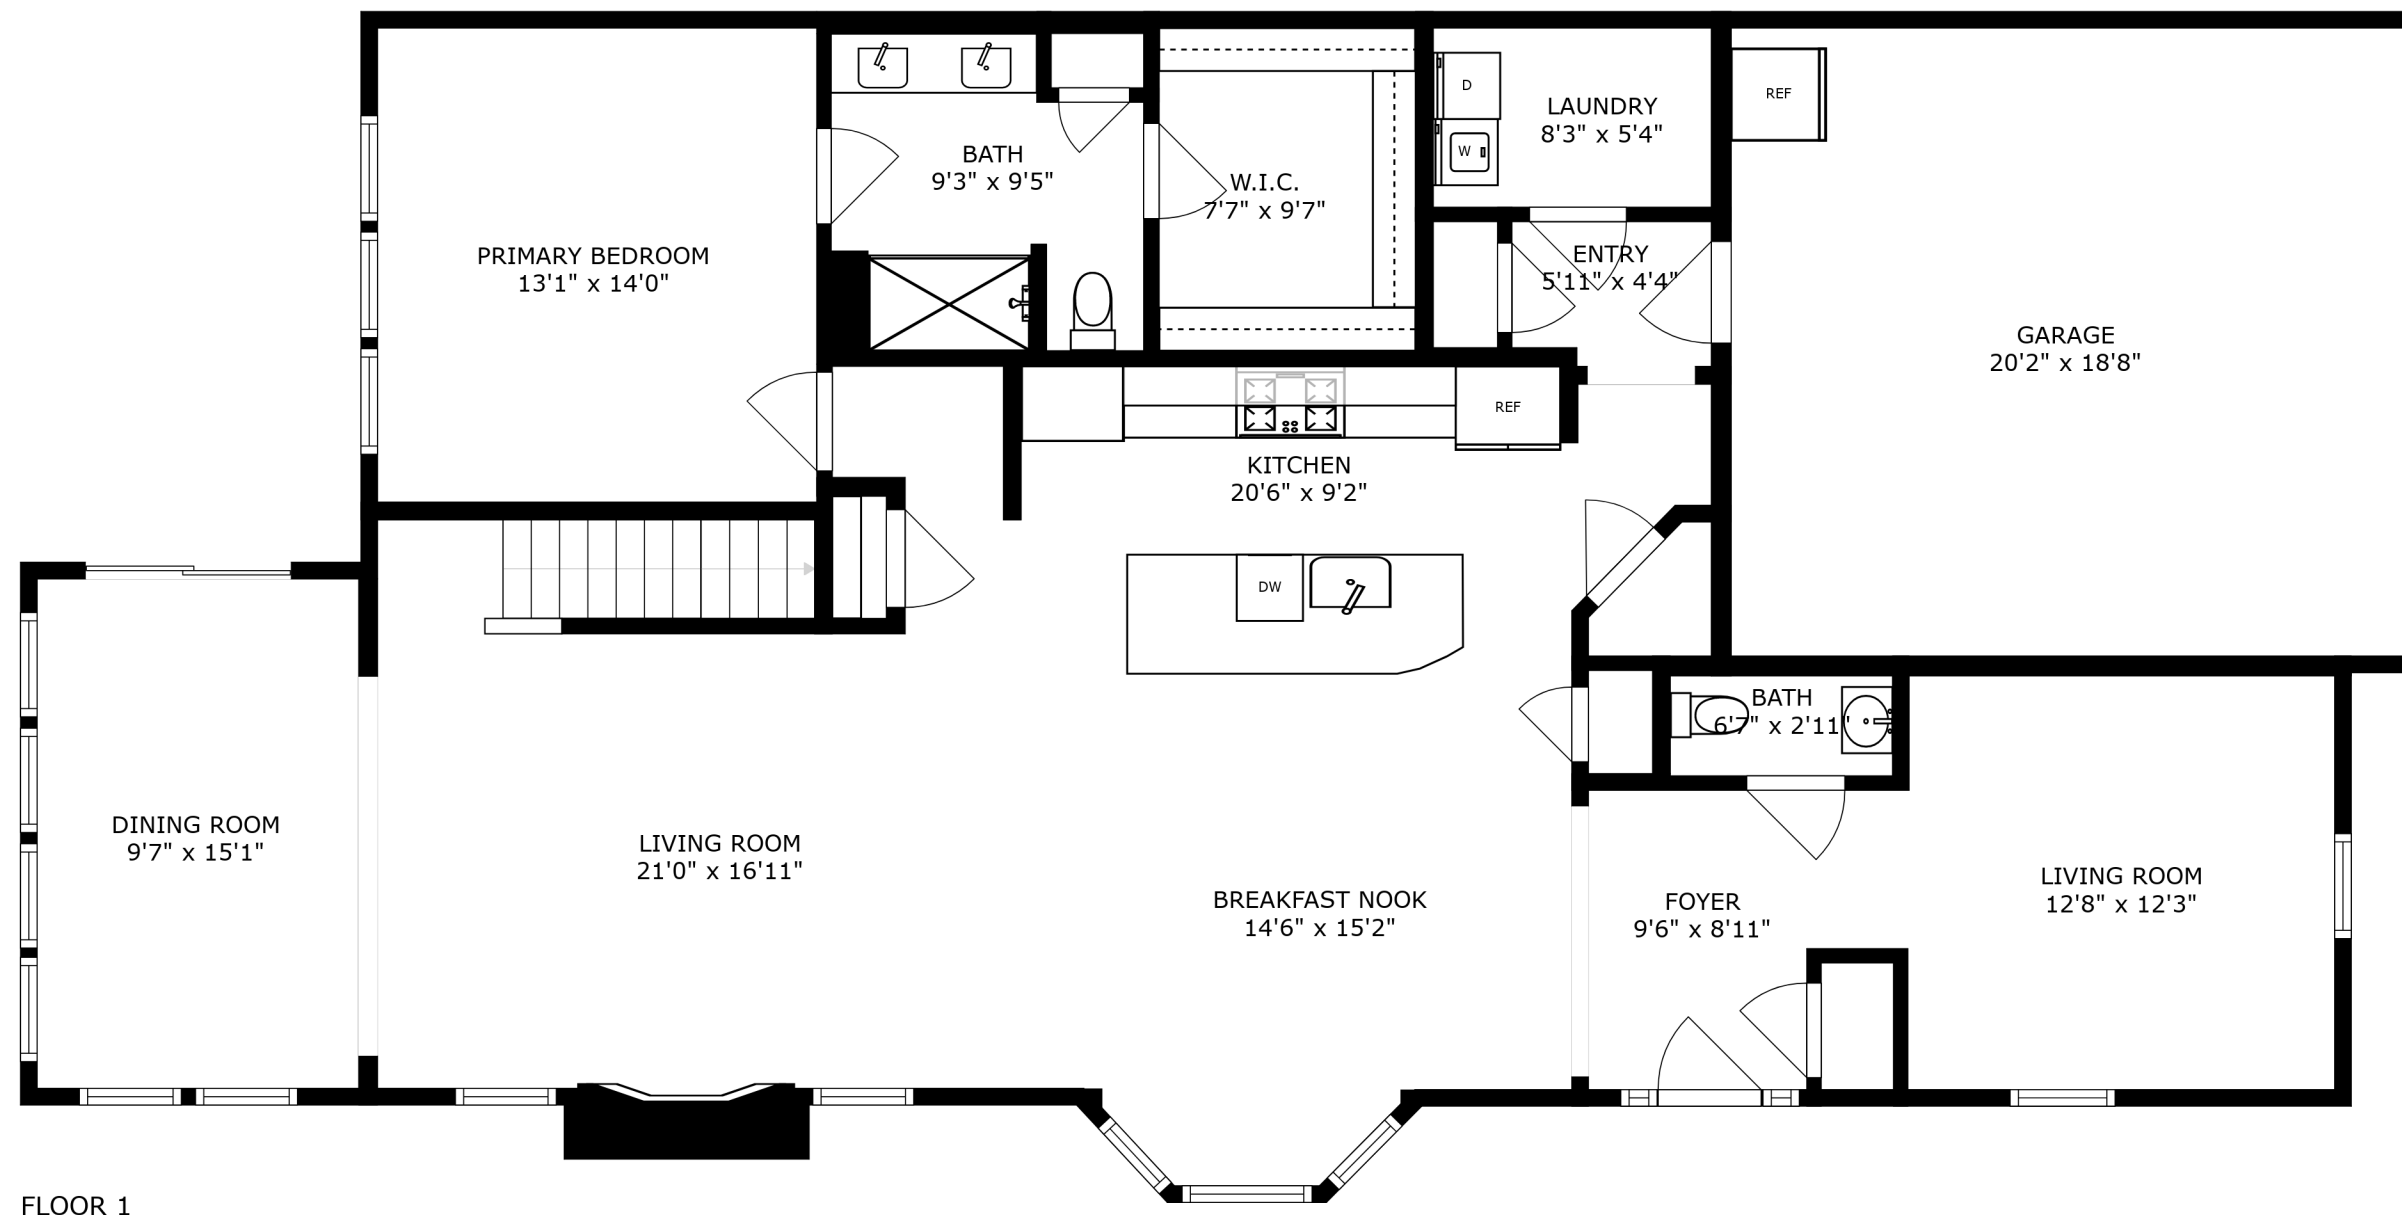 D
W
LAUNDRY
8'3" x 5'4"
REF
BATH
9'3" x 9'5"
W.I.C.
7'7" x 9'7"
PRIMARY BEDROOM
13'1" x 14'0"
ENTRY
5'11" x 4'4"
GARAGE
20'2" x 18'8"
REF
KITCHEN
20'6" x 9'2"
DW
BATH
6'7" x 2'11"
DINING ROOM
9'7" x 15'1"
LIVING ROOM
21'0" x 16'11"
BREAKFAST NOOK
14'6" x 15'2"
FOYER
9'6" x 8'11"
LIVING ROOM
12'8" x 12'3"
FLOOR 1